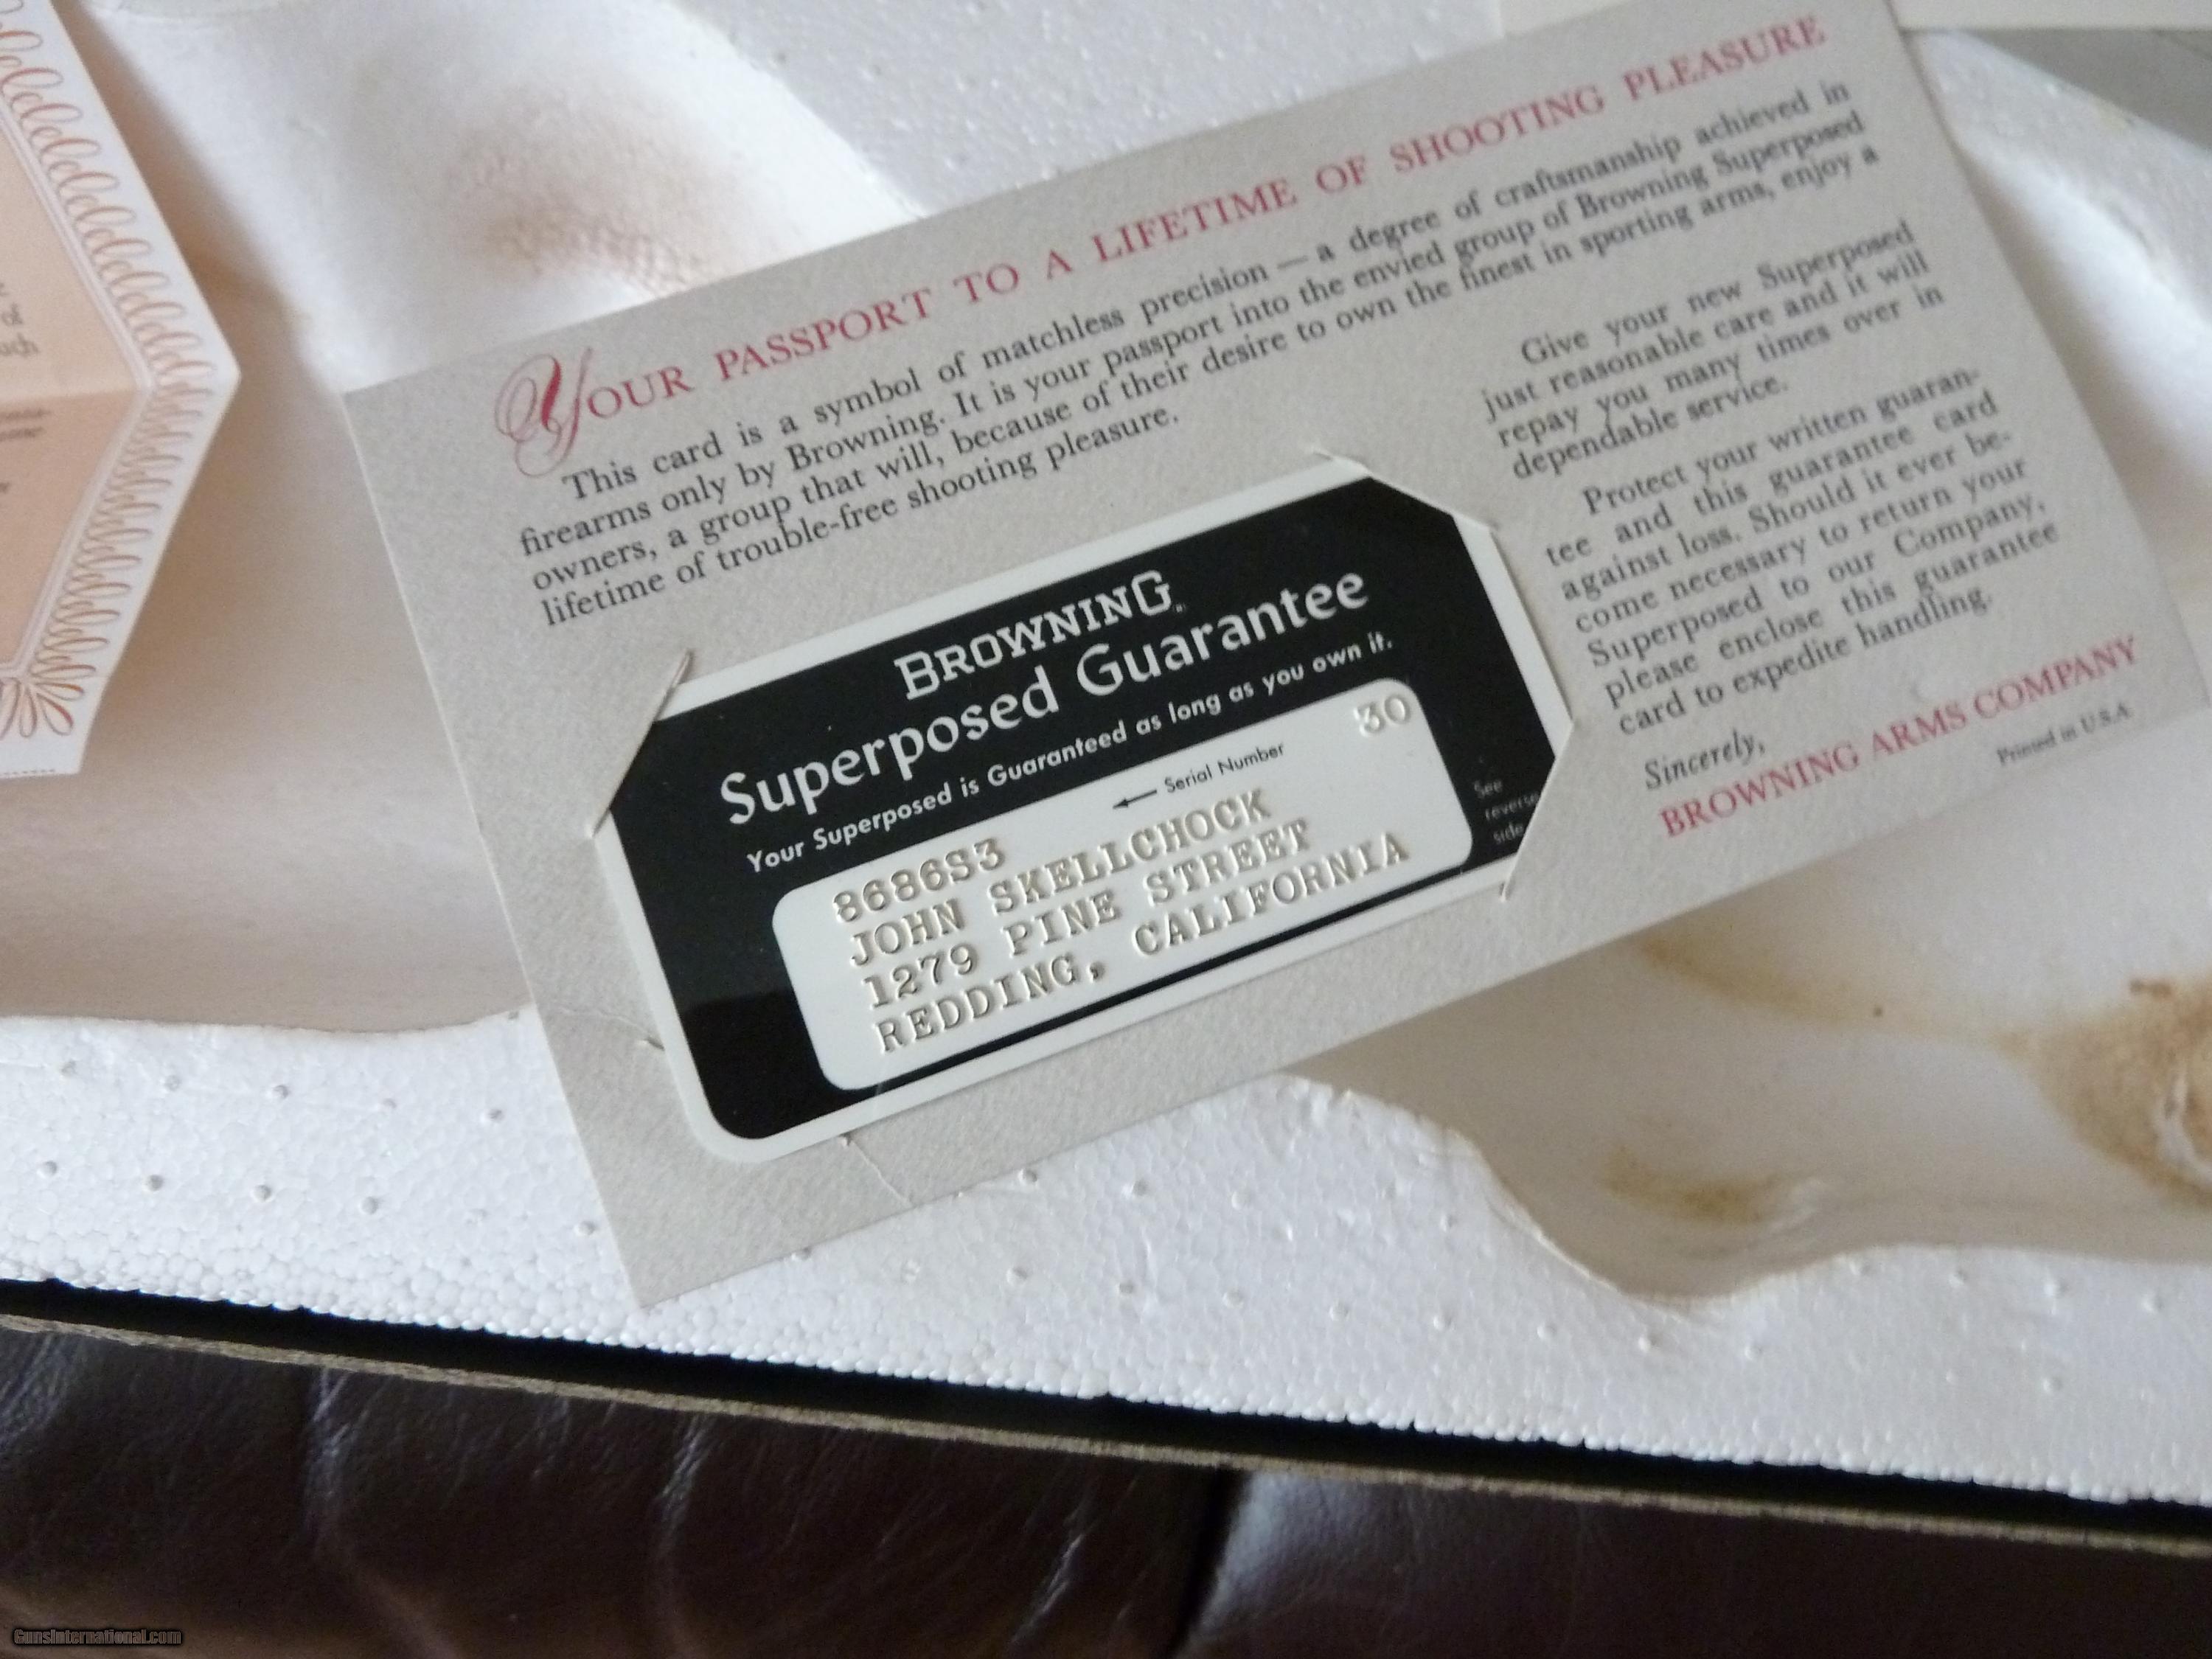 YOUR PASSPORT TO A LIFETIME OF SHOOTING PLEASURE
This card is a symbol of matchless precision — a degree of craftsmanship achieved in
firearms only by Browning. It is your passport into the envied group of Browning Superposed
owners, a group that will, because of their desire to own the finest in sporting arms, enjoy a
lifetime of trouble-free shooting pleasure.
Give your new Superposed
just reasonable care and it will
repay you many times over in
dependable service.
Protect your written guaran-
tee and this guarantee card
against loss. Should it ever be-
come necessary to return your
Superposed to our Company,
please enclose this guarantee
card to expedite handling.
Sincerely,
BROWNING ARMS COMPANY
Printed in U.S.A
BROWNING
Superposed Guarantee
Your Superposed is Guaranteed as long as you own it.
30
Serial Number
8686S3
JOHN SKELLCHOCK
1279 PINE STREET
REDDING, CALIFORNIA
See
reverse
side
of
GunsInternational.com